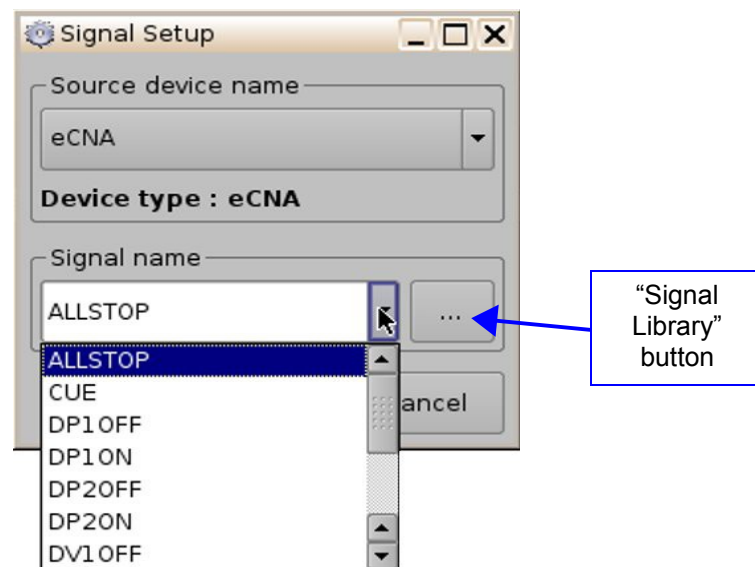 Signal Setup
Source device name
eCNA
Device type : eCNA
Signal name
ALLSTOP
...
ALLSTOP
CUE
DP1OFF
DP1ON
DP2OFF
DP2ON
DV1OFF
ancel
“Signal
Library”
button